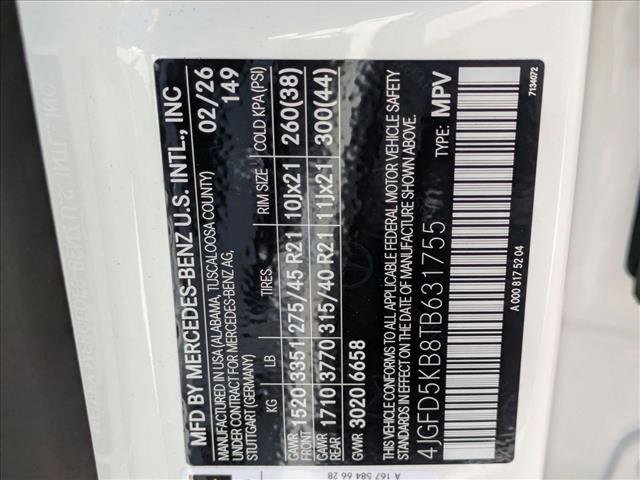 MFD BY MERCEDES-BENZ U.S. INTL., INC
MANUFACTURED IN USA (ALABAMA, TUSCALOOSA COUNTY) 02/26
UNDER CONTRACT FOR MERCEDES-BENZ AG, 149
STUTTGART (GERMANY)
KG LB TIRES RIM SIZE COLD KPA (PSI)
GAWR FRONT 1520 3351 275/45 R21 10Jx21 260(38)
GAWR REAR 1710 3770 315/40 R21 11Jx21 300(44)
GVWR 3020 6658
THIS VEHICLE CONFORMS TO ALL APPLICABLE FEDERAL MOTOR VEHICLE SAFETY
STANDARDS IN EFFECT ON THE DATE OF MANUFACTURE SHOWN ABOVE.
4JGFD5KB8TB631755 TYPE: MPV
A 000 817 52 04 7134072
A 167 584 66 28